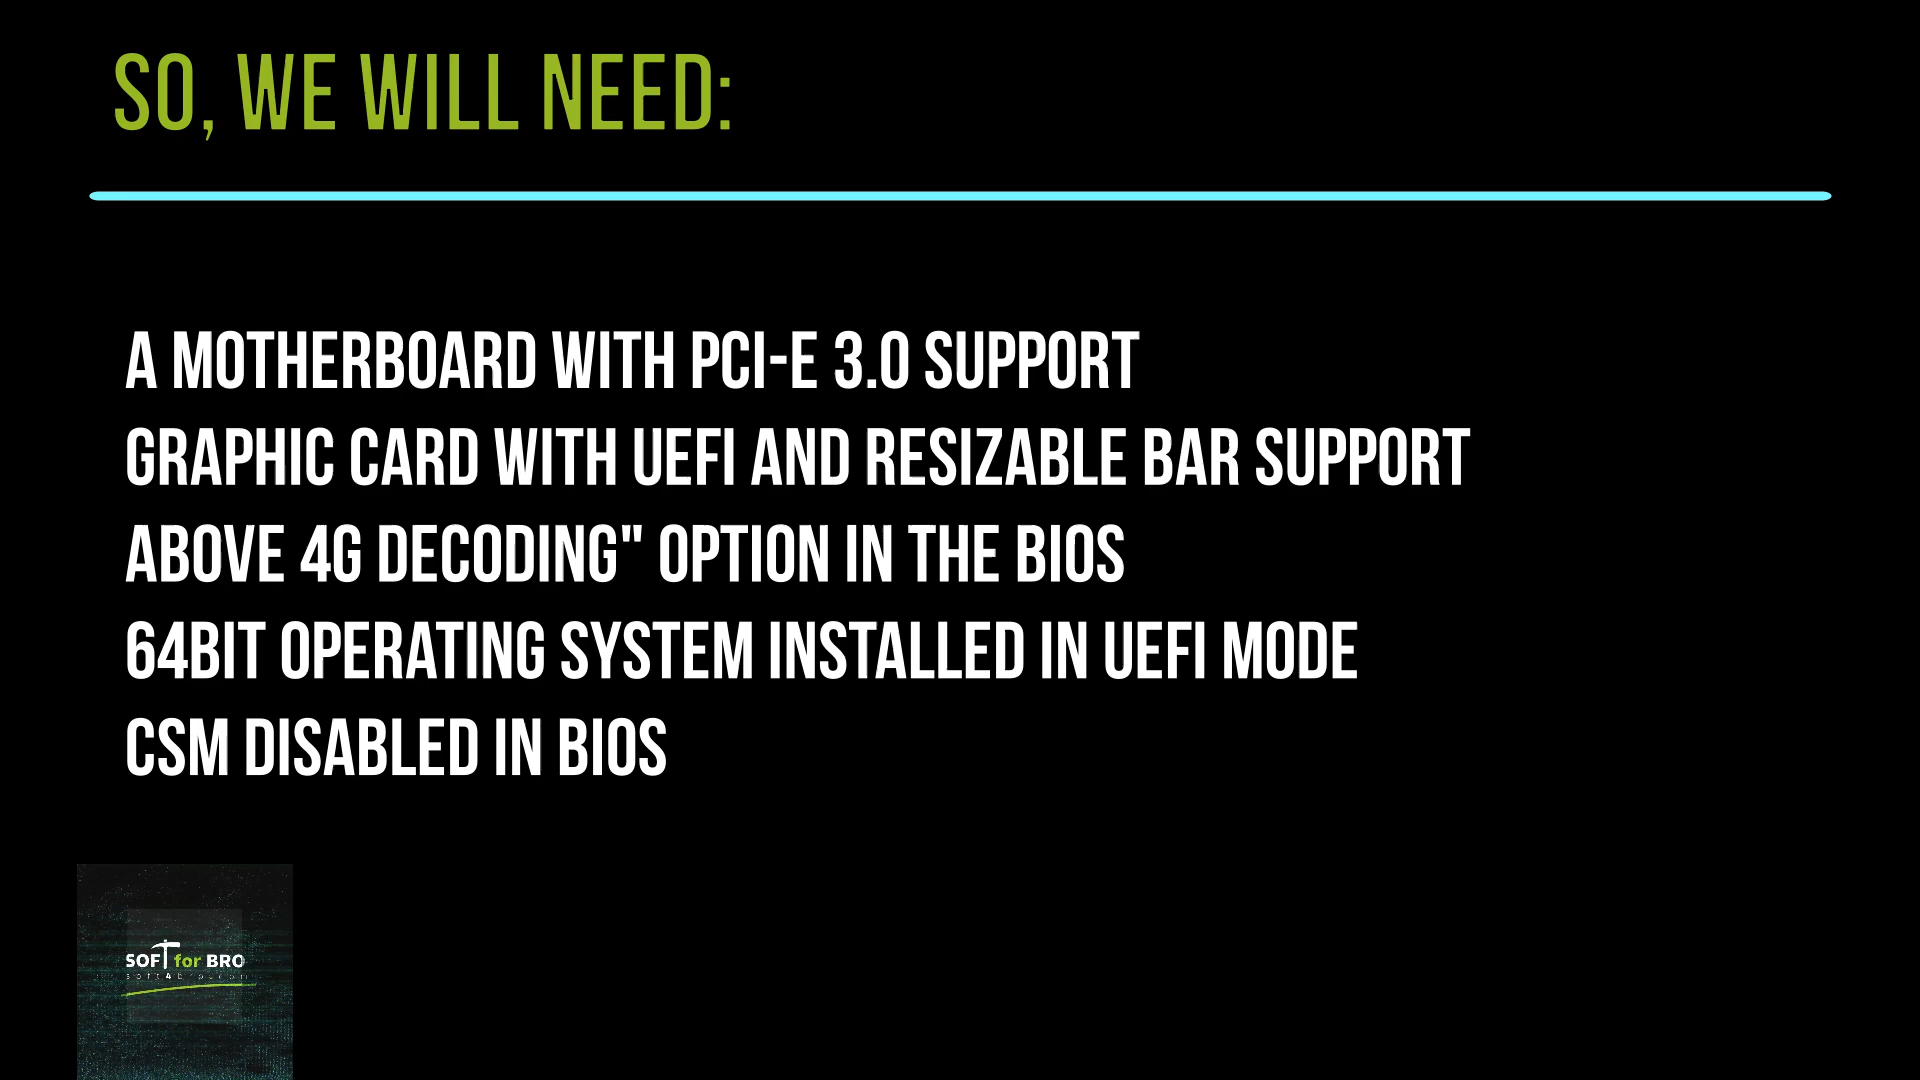 SO, WE WILL NEED:
A MOTHERBOARD WITH PCI-E 3.0 SUPPORT
GRAPHIC CARD WITH UEFI AND RESIZABLE BAR SUPPORT
ABOVE 4G DECODING" OPTION IN THE BIOS
64BIT OPERATING SYSTEM INSTALLED IN UEFI MODE
CSM DISABLED IN BIOS
SOFT for BRO
soft4bro.com